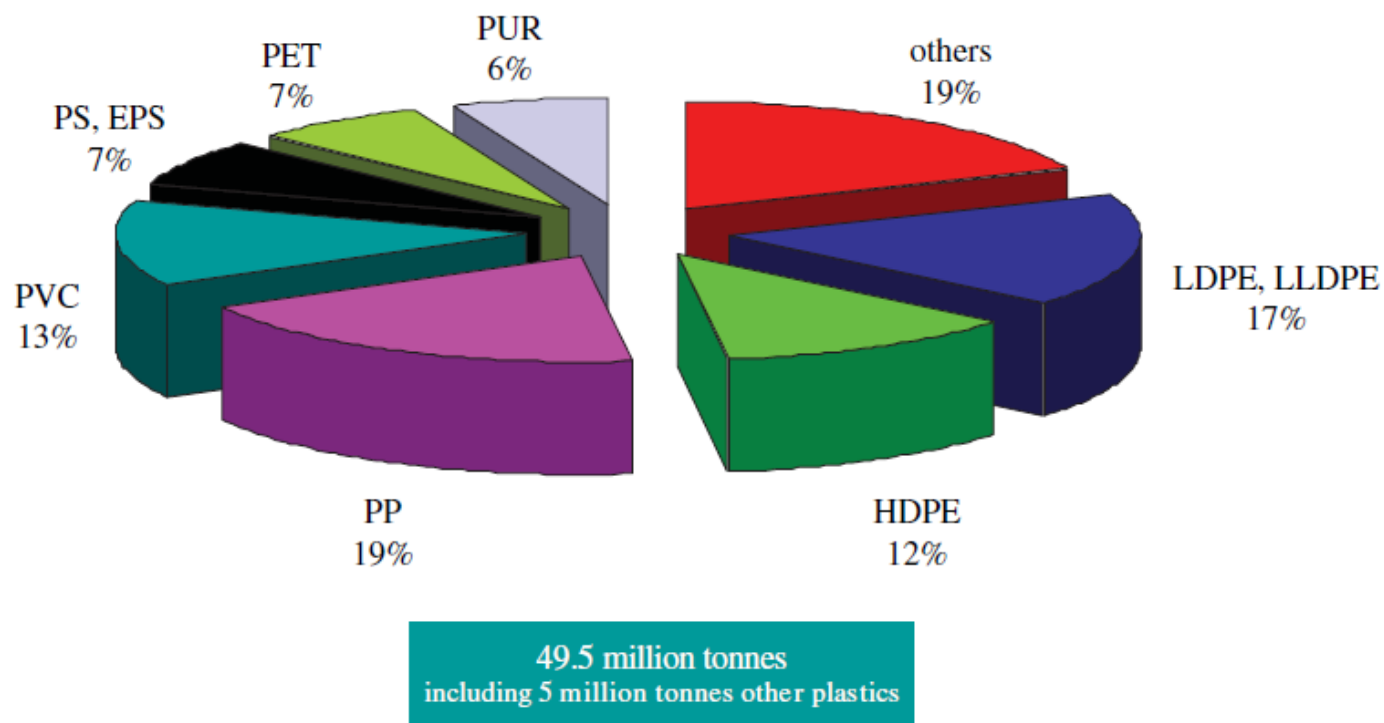 PUR
6%
PET
7%
others
19%
PS, EPS
7%
LDPE, LLDPE
17%
PVC
13%
PP
19%
HDPE
12%
49.5 million tonnes
including 5 million tonnes other plastics